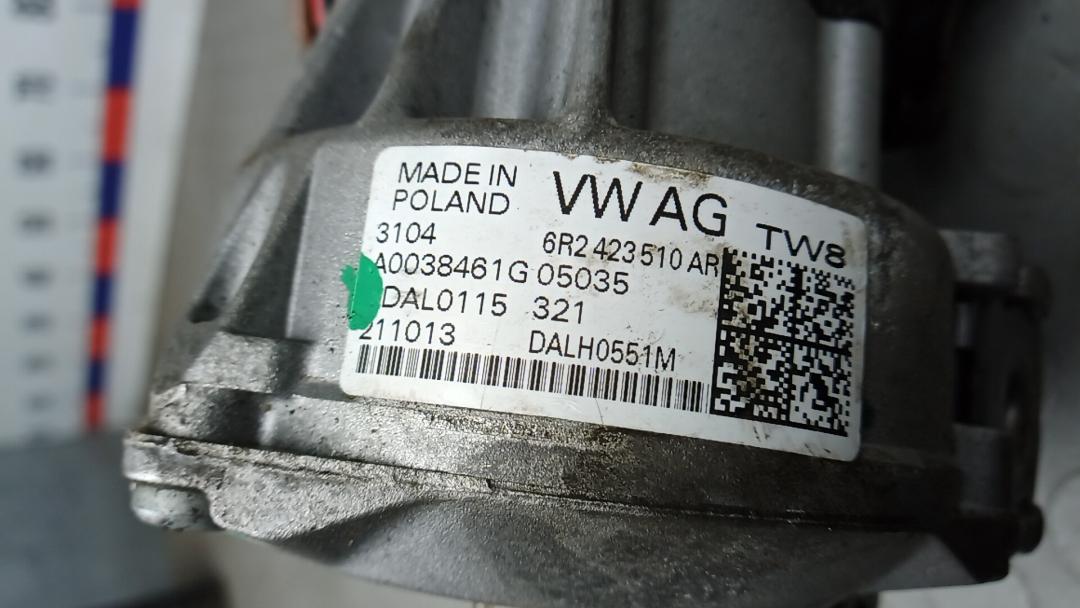 MADE IN
POLAND
VW AG
TW8
3104
6R2 423 510 AR
A0038461G 05035
DAL0115 321
211013
DALH0551M